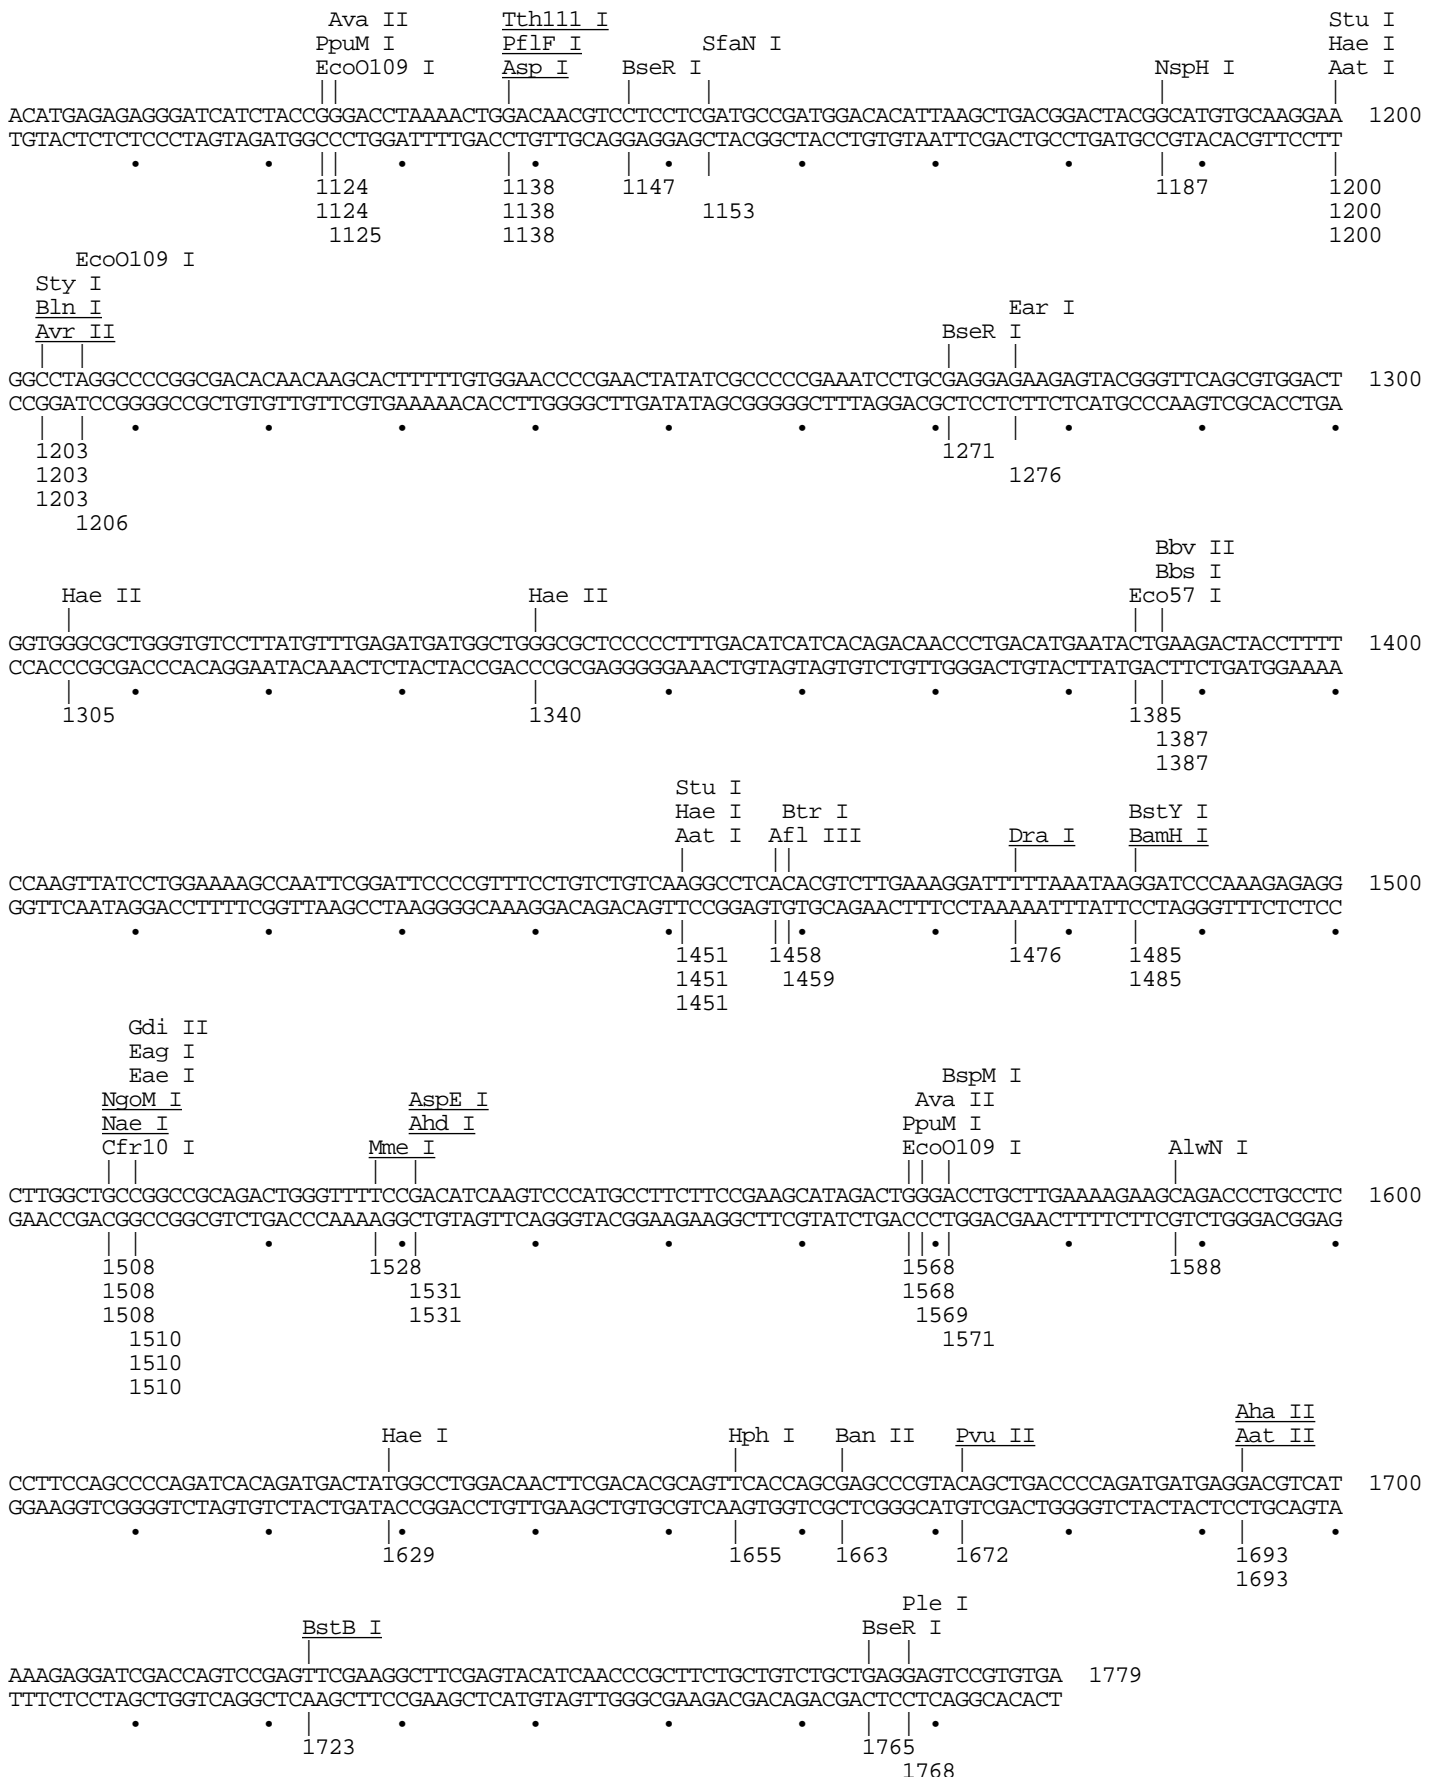 Ava II Tth111 I Stu I
PpuM I PflF I SfaN I Hae I
EcoO109 I Asp I BseR I NspH I Aat I
ACATGAGAGAGGGATCATCTACCGGGACCTAAAACTGGACAACGTCCTCCTCGATGCCGATGGACACATTAAGCTGACGGACTACGGCATGTGCAAGGAA 1200
TGTACTCTCTCCCTAGTAGATGGCCCTGGATTTTGACCTGTTGCAGGAGGAGCTACGGCTACCTGTGTAATTCGACTGCCTGATGCCGTACACGTTCCTT
1124 1138 1147 1187 1200
1124 1138 1153 1200
1125 1138 1200
EcoO109 I
Sty I
Bln I Ear I
Avr II BseR I
GGCCTAGGCCCCGGCGACACAACAAGCACTTTTTGTGGAACCCCGAACTATATCGCCCCCGAAATCCTGCGAGGAGAAGAGTACGGGTTCAGCGTGGACT 1300
CCGGATCCGGGGCCGCTGTGTTGTTCGTGAAAAACACCTTGGGGCTTGATATAGCGGGGGCTTTAGGACGCTCCTCTTCTCATGCCCAAGTCGCACCTGA
1203 1271
1203 1276
1203
1206
Bbv II
Bbs I
Hae II Hae II Eco57 I
GGTGGGCGCTGGGTGTCCTTATGTTTGAGATGATGGCTGGGCGCTCCCCCTTTGACATCATCACAGACAACCCTGACATGAATACTGAAGACTACCTTTT 1400
CCACCCGCGACCCACAGGAATACAAACTCTACTACCGACCCGCGAGGGGGAAACTGTAGTAGTGTCTGTTGGGACTGTACTTATGACTTCTGATGGAAAA
1305 1340 1385
1387
1387
Stu I
Hae I Btr I BstY I
Aat I Afl III Dra I BamH I
CCAAGTTATCCTGGAAAAGCCAATTCGGATTCCCCGTTTCCTGTCTGTCAAGGCCTCACACGTCTTGAAAGGATTTTTAAATAAGGATCCCAAAGAGAGG 1500
GGTTCAATAGGACCTTTTCGGTTAAGCCTAAGGGGCAAAGGACAGACAGTTCCGGAGTGTGCAGAACTTTCCTAAAAATTTATTCCTAGGGTTTCTCTCC
1451 1458 1476 1485
1451 1459 1485
1451
Gdi II
Eag I
Eae I BspM I
NgoM I AspE I Ava II
Nae I Ahd I PpuM I
Cfr10 I Mme I EcoO109 I AlwN I
CTTGGCTGCCGGCCGCAGACTGGGTTTTCCGACATCAAGTCCCATGCCTTCTTCCGAAGCATAGACTGGGACCTGCTTGAAAAGAAGCAGACCCTGCCTC 1600
GAACCGACGGCCGGCGTCTGACCCAAAAGGCTGTAGTTCAGGGTACGGAAGAAGGCTTCGTATCTGACCCTGGACGAACTTTTCTTCGTCTGGGACGGAG
1508 1528 1568 1588
1508 1531 1568
1508 1531 1569
1510 1571
1510
1510
Aha II
Hae I Hph I Ban II Pvu II Aat II
CCTTCCAGCCCCAGATCACAGATGACTATGGCCTGGACAACTTCGACACGCAGTTCACCAGCGAGCCCGTACAGCTGACCCCAGATGATGAGGACGTCAT 1700
GGAAGGTCGGGGTCTAGTGTCTACTGATACCGGACCTGTTGAAGCTGTGCGTCAAGTGGTCGCTCGGGCATGTCGACTGGGGTCTACTACTCCTGCAGTA
1629 1655 1663 1672 1693
1693
Ple I
BstB I BseR I
AAAGAGGATCGACCAGTCCGAGTTCGAAGGCTTCGAGTACATCAACCCGCTTCTGCTGTCTGCTGAGGAGTCCGTGTGA 1779
TTTCTCCTAGCTGGTCAGGCTCAAGCTTCCGAAGCTCATGTAGTTGGGCGAAGACGACAGACGACTCCTCAGGCACACT
1723 1765
1768